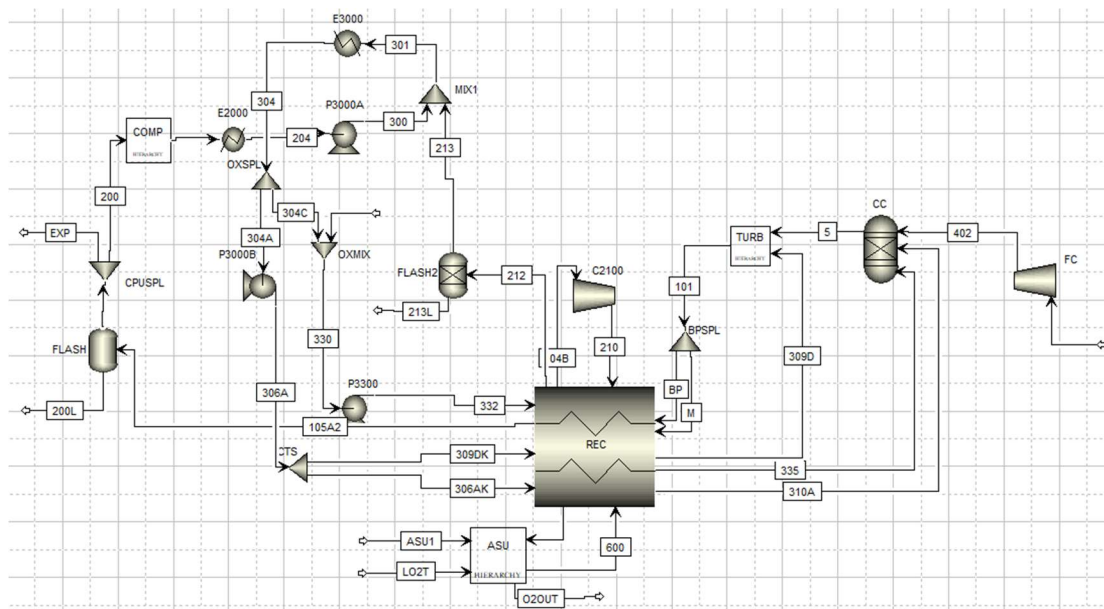 E3000
301
304
MIX1
E2000
P3000A
COMP
HIERARCHY
204
300
213
OXSPL
200
304C
CC
EXP
304A
OXMIX
TURB
HIERARCHY
5
402
P3000B
FLASH2
212
C2100
FC
CPUSPL
101
213L
330
04B
210
BPSPL
309D
FLASH
306A
P3300
BP
M
200L
332
105A2
REC
CTS
309DK
335
306AK
310A
ASU1
ASU
HIERARCHY
600
LO2T
O2OUT